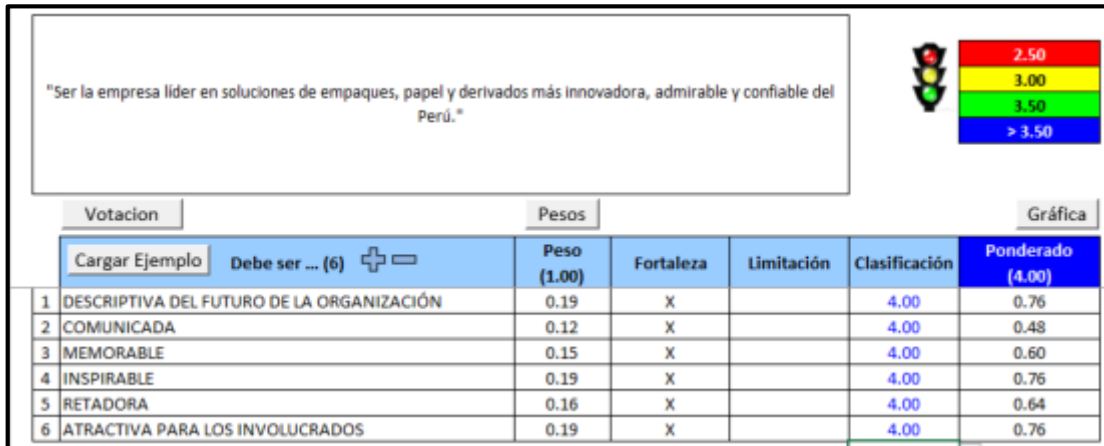 "Ser la empresa líder en soluciones de empaques, papel y derivados más innovadora, admirable y confiable del
Perú."
2.50
3.00
3.50
> 3.50
Votacion Pesos Gráfica
Cargar Ejemplo Debe ser ... (6) Peso (1.00) Fortaleza Limitación Clasificación Ponderado (4.00)
1 DESCRIPTIVA DEL FUTURO DE LA ORGANIZACIÓN 0.19 X 4.00 0.76
2 COMUNICADA 0.12 X 4.00 0.48
3 MEMORABLE 0.15 X 4.00 0.60
4 INSPIRABLE 0.19 X 4.00 0.76
5 RETADORA 0.16 X 4.00 0.64
6 ATRACTIVA PARA LOS INVOLUCRADOS 0.19 X 4.00 0.76